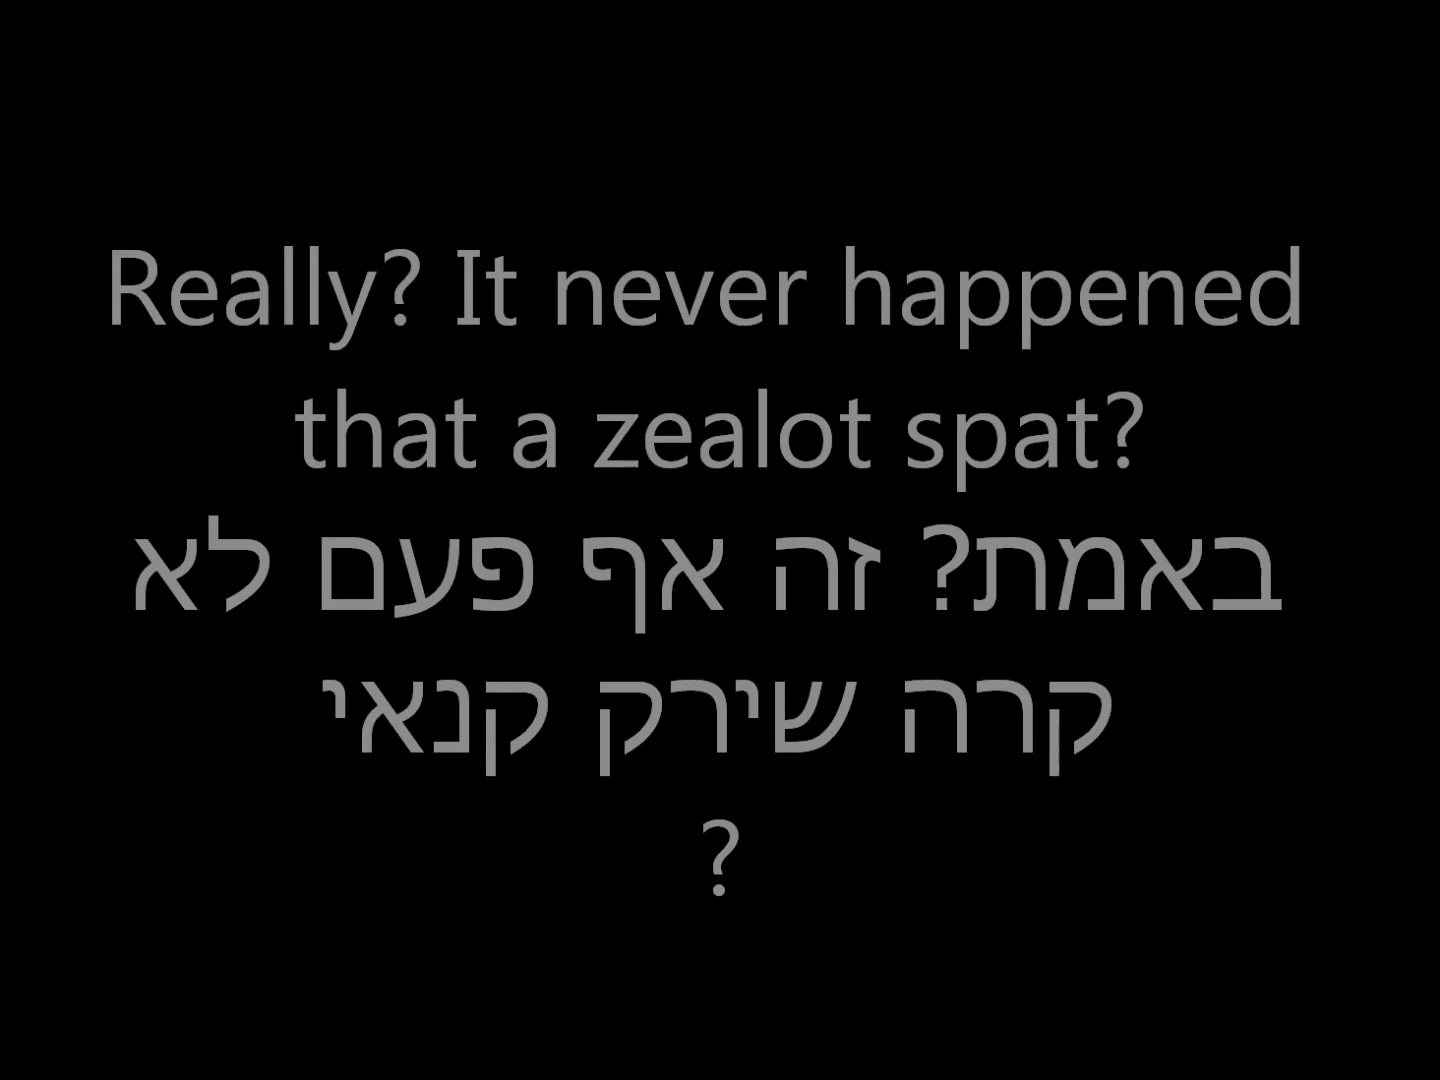 Really? It never happened
that a zealot spat?
באמת? זה אף פעם לא
קרה שירק קנאי
?